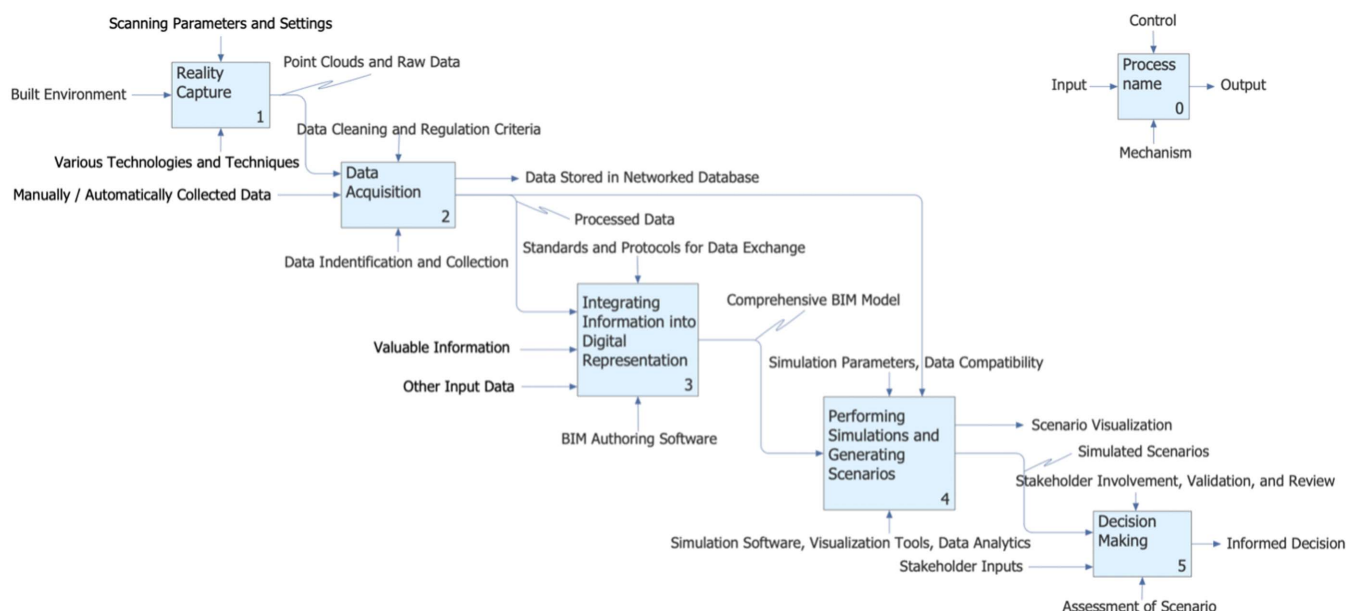 Scanning Parameters and Settings
Control
Point Clouds and Raw Data
Reality
Capture
1
Built Environment
Process
name
0
Input
Output
Data Cleaning and Regulation Criteria
Various Technologies and Techniques
Mechanism
Data
Acquisition
2
Data Stored in Networked Database
Manually / Automatically Collected Data
Processed Data
Standards and Protocols for Data Exchange
Data Indentification and Collection
Integrating
Information into
Digital
Representation
3
Comprehensive BIM Model
Valuable Information
Simulation Parameters, Data Compatibility
Other Input Data
BIM Authoring Software
Performing
Simulations and
Generating
Scenarios
4
Scenario Visualization
Simulated Scenarios
Stakeholder Involvement, Validation, and Review
Decision
Making
5
Simulation Software, Visualization Tools, Data Analytics
Informed Decision
Stakeholder Inputs
Assessment of Scenario